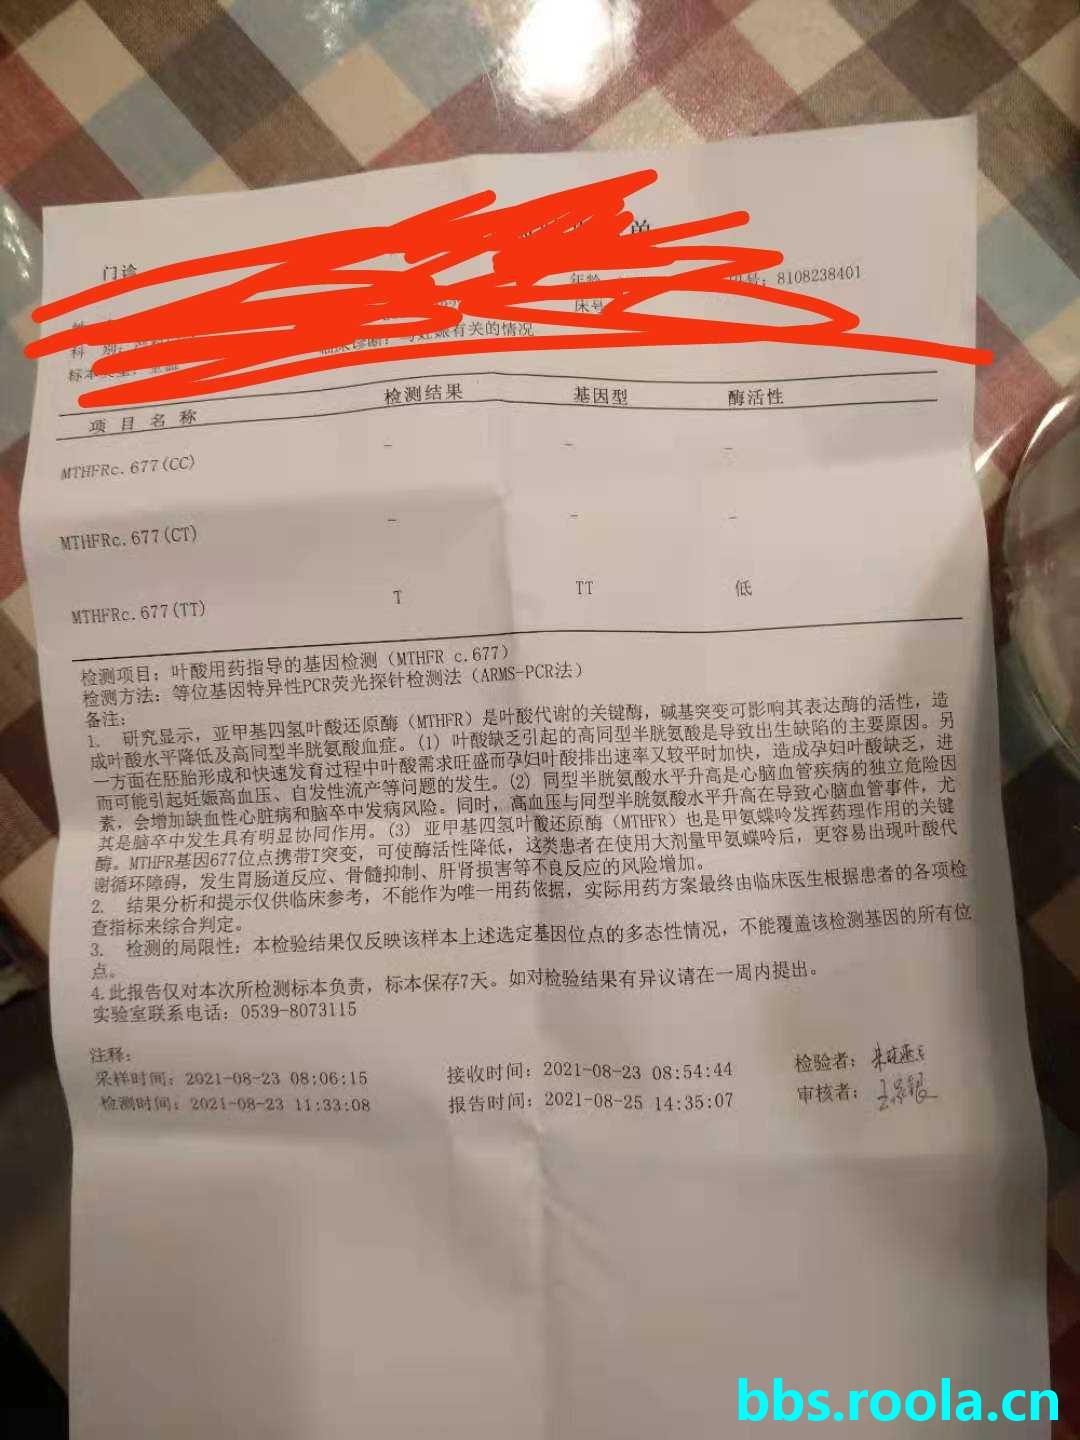 单
门诊
年龄
号: 8108238401
床号
科 别:
临床诊断: 与妊娠有关的情况
标本类型: 全血
项 目 名 称 检测结果 基因型 酶活性
MTHFRc.677(CC) - - -
MTHFRc.677(CT) - - -
MTHFRc.677(TT) T TT 低
检测项目: 叶酸用药指导的基因检测 (MTHFR c.677)
检测方法: 等位基因特异性PCR荧光探针检测法 (ARMS-PCR法)
备注:
1. 研究显示, 亚甲基四氢叶酸还原酶 (MTHFR) 是叶酸代谢的关键酶, 碱基突变可影响其表达酶的活性, 造
成叶酸水平降低及高同型半胱氨酸血症。(1) 叶酸缺乏引起的高同型半胱氨酸是导致出生缺陷的主要原因。另
一方面在胚胎形成和快速发育过程中叶酸需求旺盛而孕妇叶酸排出速率又较平时加快, 造成孕妇叶酸缺乏, 进
而可能引起妊娠高血压、自发性流产等问题的发生。(2) 同型半胱氨酸水平升高是心脑血管疾病的独立危险因
素, 会增加缺血性心脏病和脑卒中发病风险。同时, 高血压与同型半胱氨酸水平升高在导致心脑血管事件, 尤
其是脑卒中发生具有明显协同作用。(3) 亚甲基四氢叶酸还原酶 (MTHFR) 也是甲氨蝶呤发挥药理作用的关键
酶。MTHFR基因677位点携带T突变, 可使酶活性降低, 这类患者在使用大剂量甲氨蝶呤后, 更容易出现叶酸代
谢循环障碍, 发生胃肠道反应、骨髓抑制、肝肾损害等不良反应的风险增加。
2. 结果分析和提示仅供临床参考, 不能作为唯一用药依据, 实际用药方案最终由临床医生根据患者的各项检
查指标来综合判定。
3. 检测的局限性: 本检验结果仅反映该样本上述选定基因位点的多态性情况, 不能覆盖该检测基因的所有位
点。
4.此报告仅对本次所检测标本负责, 标本保存7天。如对检验结果有异议请在一周内提出。
实验室联系电话: 0539-8073115
注释:
采样时间: 2021-08-23 08:06:15 接收时间: 2021-08-23 08:54:44 检验者:
检测时间: 2021-08-23 11:33:08 报告时间: 2021-08-25 14:35:07 审核者:
bbs.roola.cn